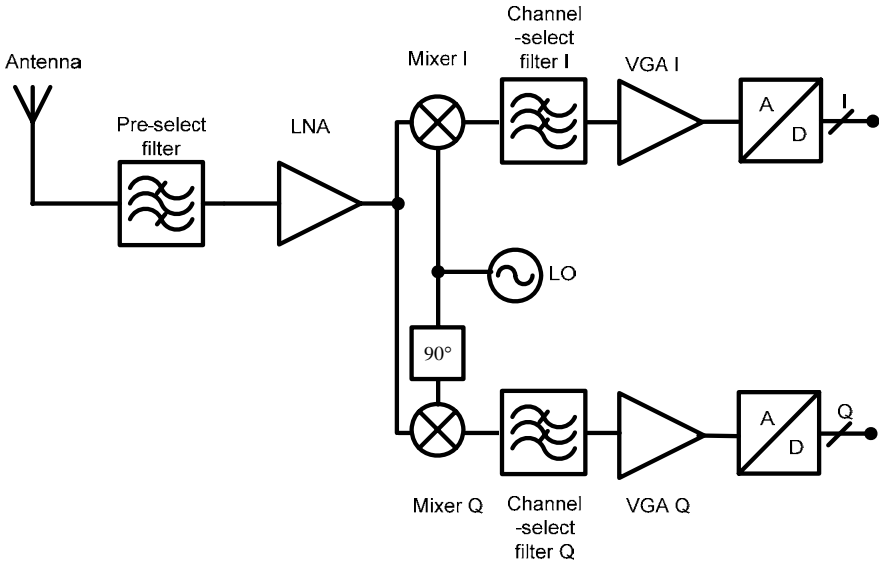 Antenna
Pre-select
filter
LNA
Mixer I
Channel
-select
filter I
VGA I
A
D
I
LO
90°
Mixer Q
Channel
-select
filter Q
VGA Q
A
D
Q